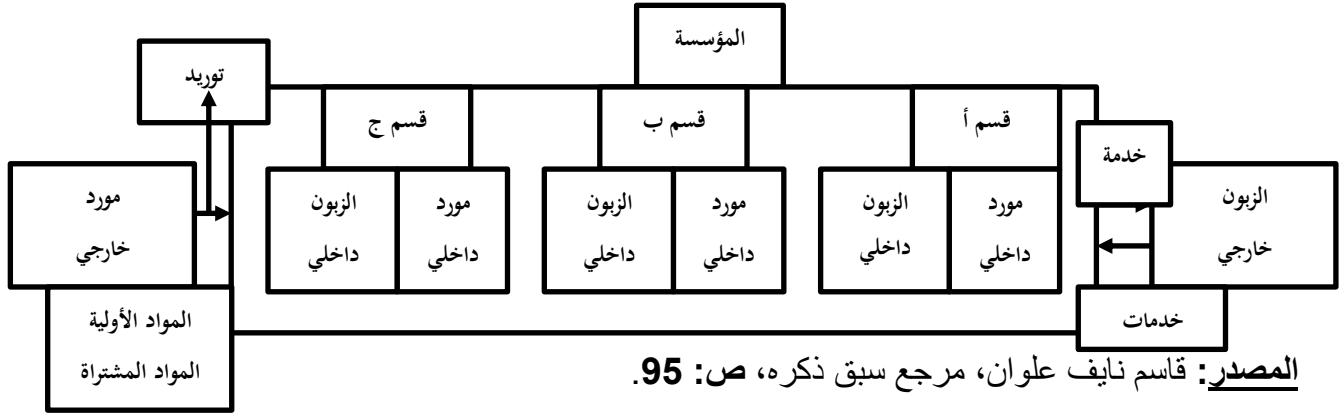 المؤسسة
توريد
قسم أ
قسم ب
قسم ج
خدمة
الزبون
خارجي
مورد
داخلي
الزبون
داخلي
مورد
داخلي
الزبون
داخلي
مورد
داخلي
الزبون
داخلي
مورد
خارجي
خدمات
المواد الأولية
المواد المشتراة
المصدر: قاسم نايف علوان، مرجع سبق ذكره، ص: 95.